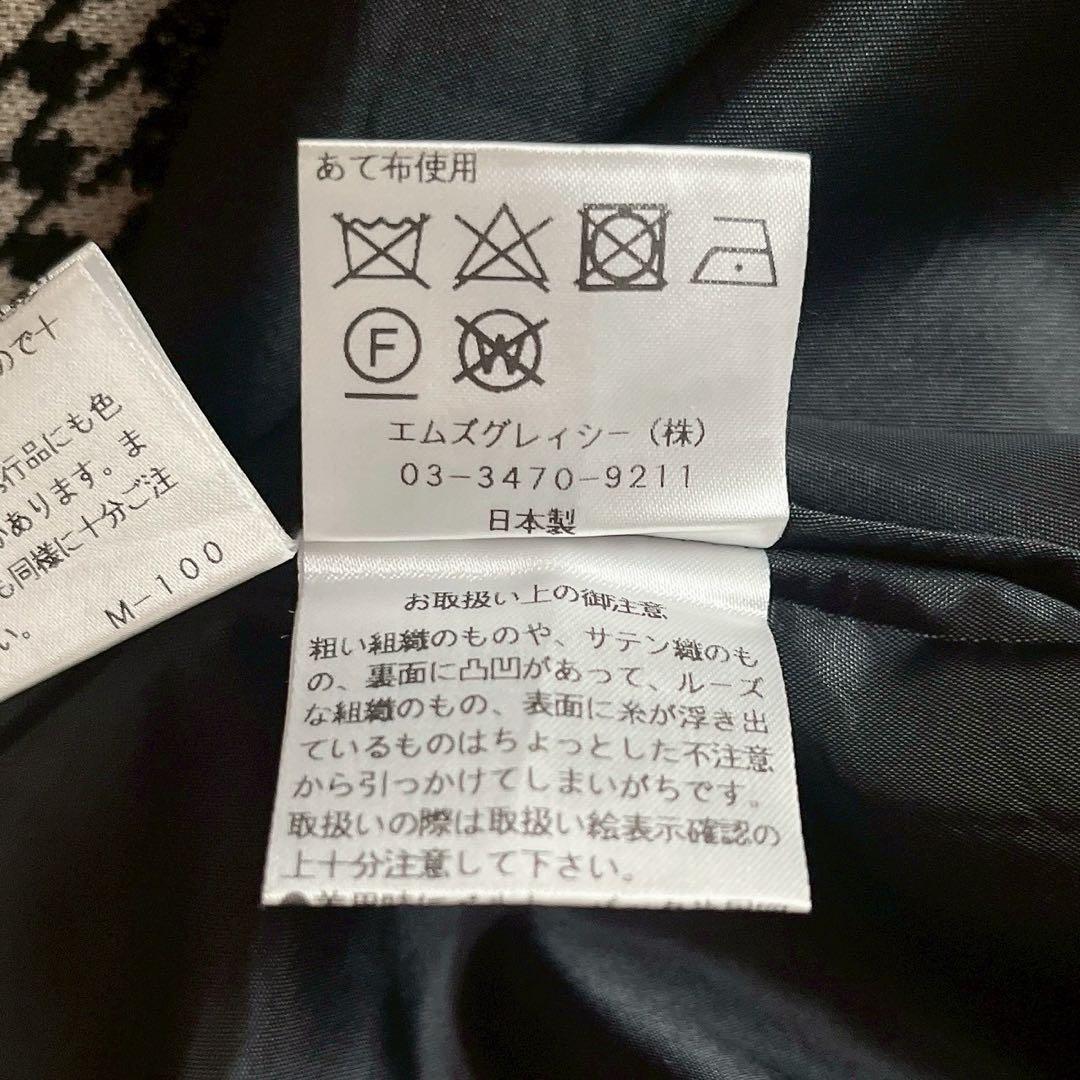 あて布使用
F
W
エムズグレィシー（株）
03-3470-9211
日本製
ので十
行品にも色
あります。ま
同様に十分ご注
い。 M-100
お取扱い上の御注意
粗い組織のものや、サテン織のも
の、裏面に凸凹があって、ルーズ
な組織のもの、表面に糸が浮き出
ているものはちょっとした不注意
から引っかけてしまいがちです。
取扱いの際は取扱い絵表示確認の
上十分注意して下さい。